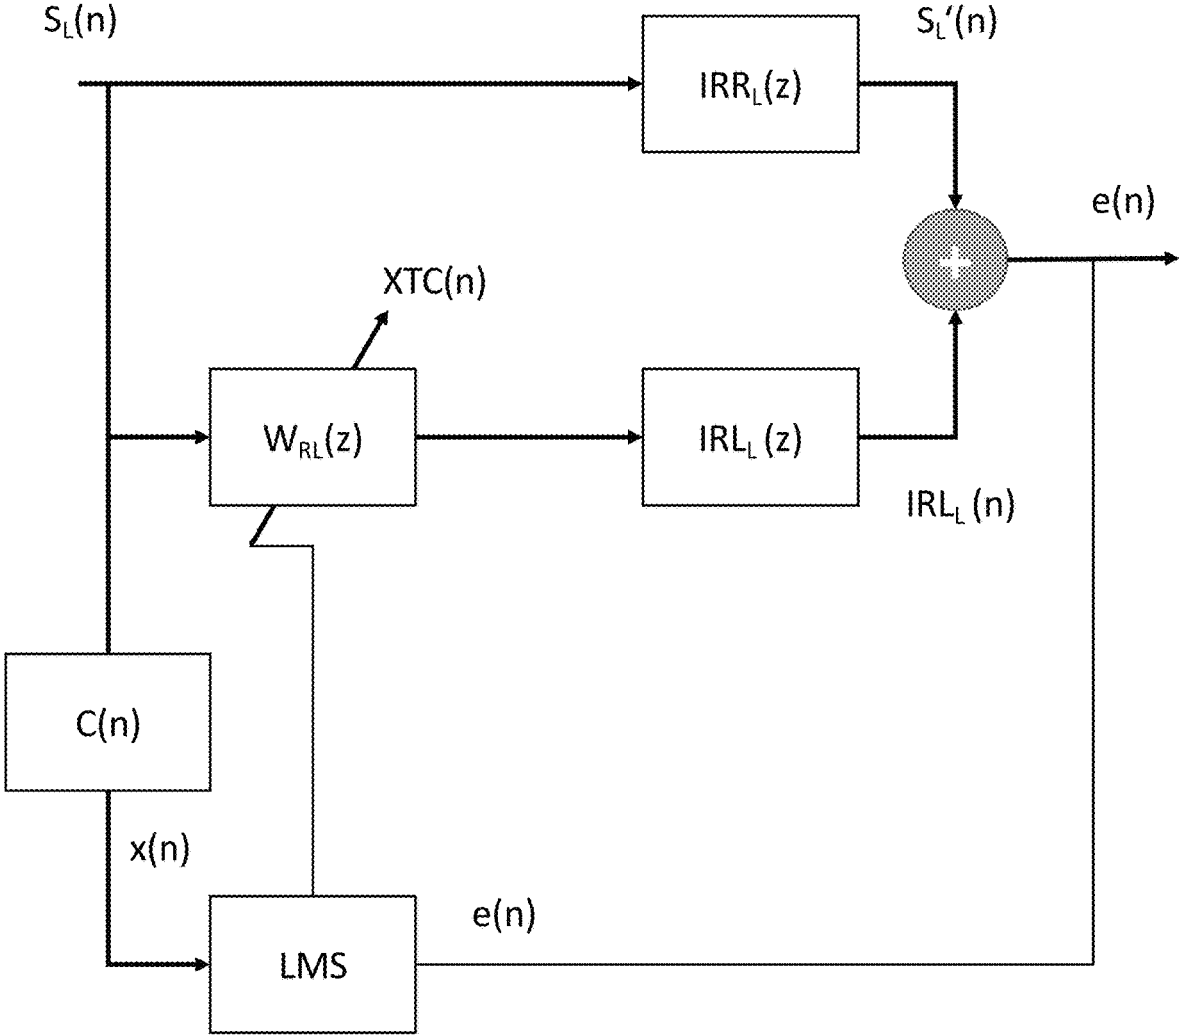 S_L(n)
S_L‘(n)
IRR_L(z)
e(n)
XTC(n)
W_RL(z)
IRL_L (z)
IRL_L (n)
C(n)
x(n)
e(n)
LMS
+